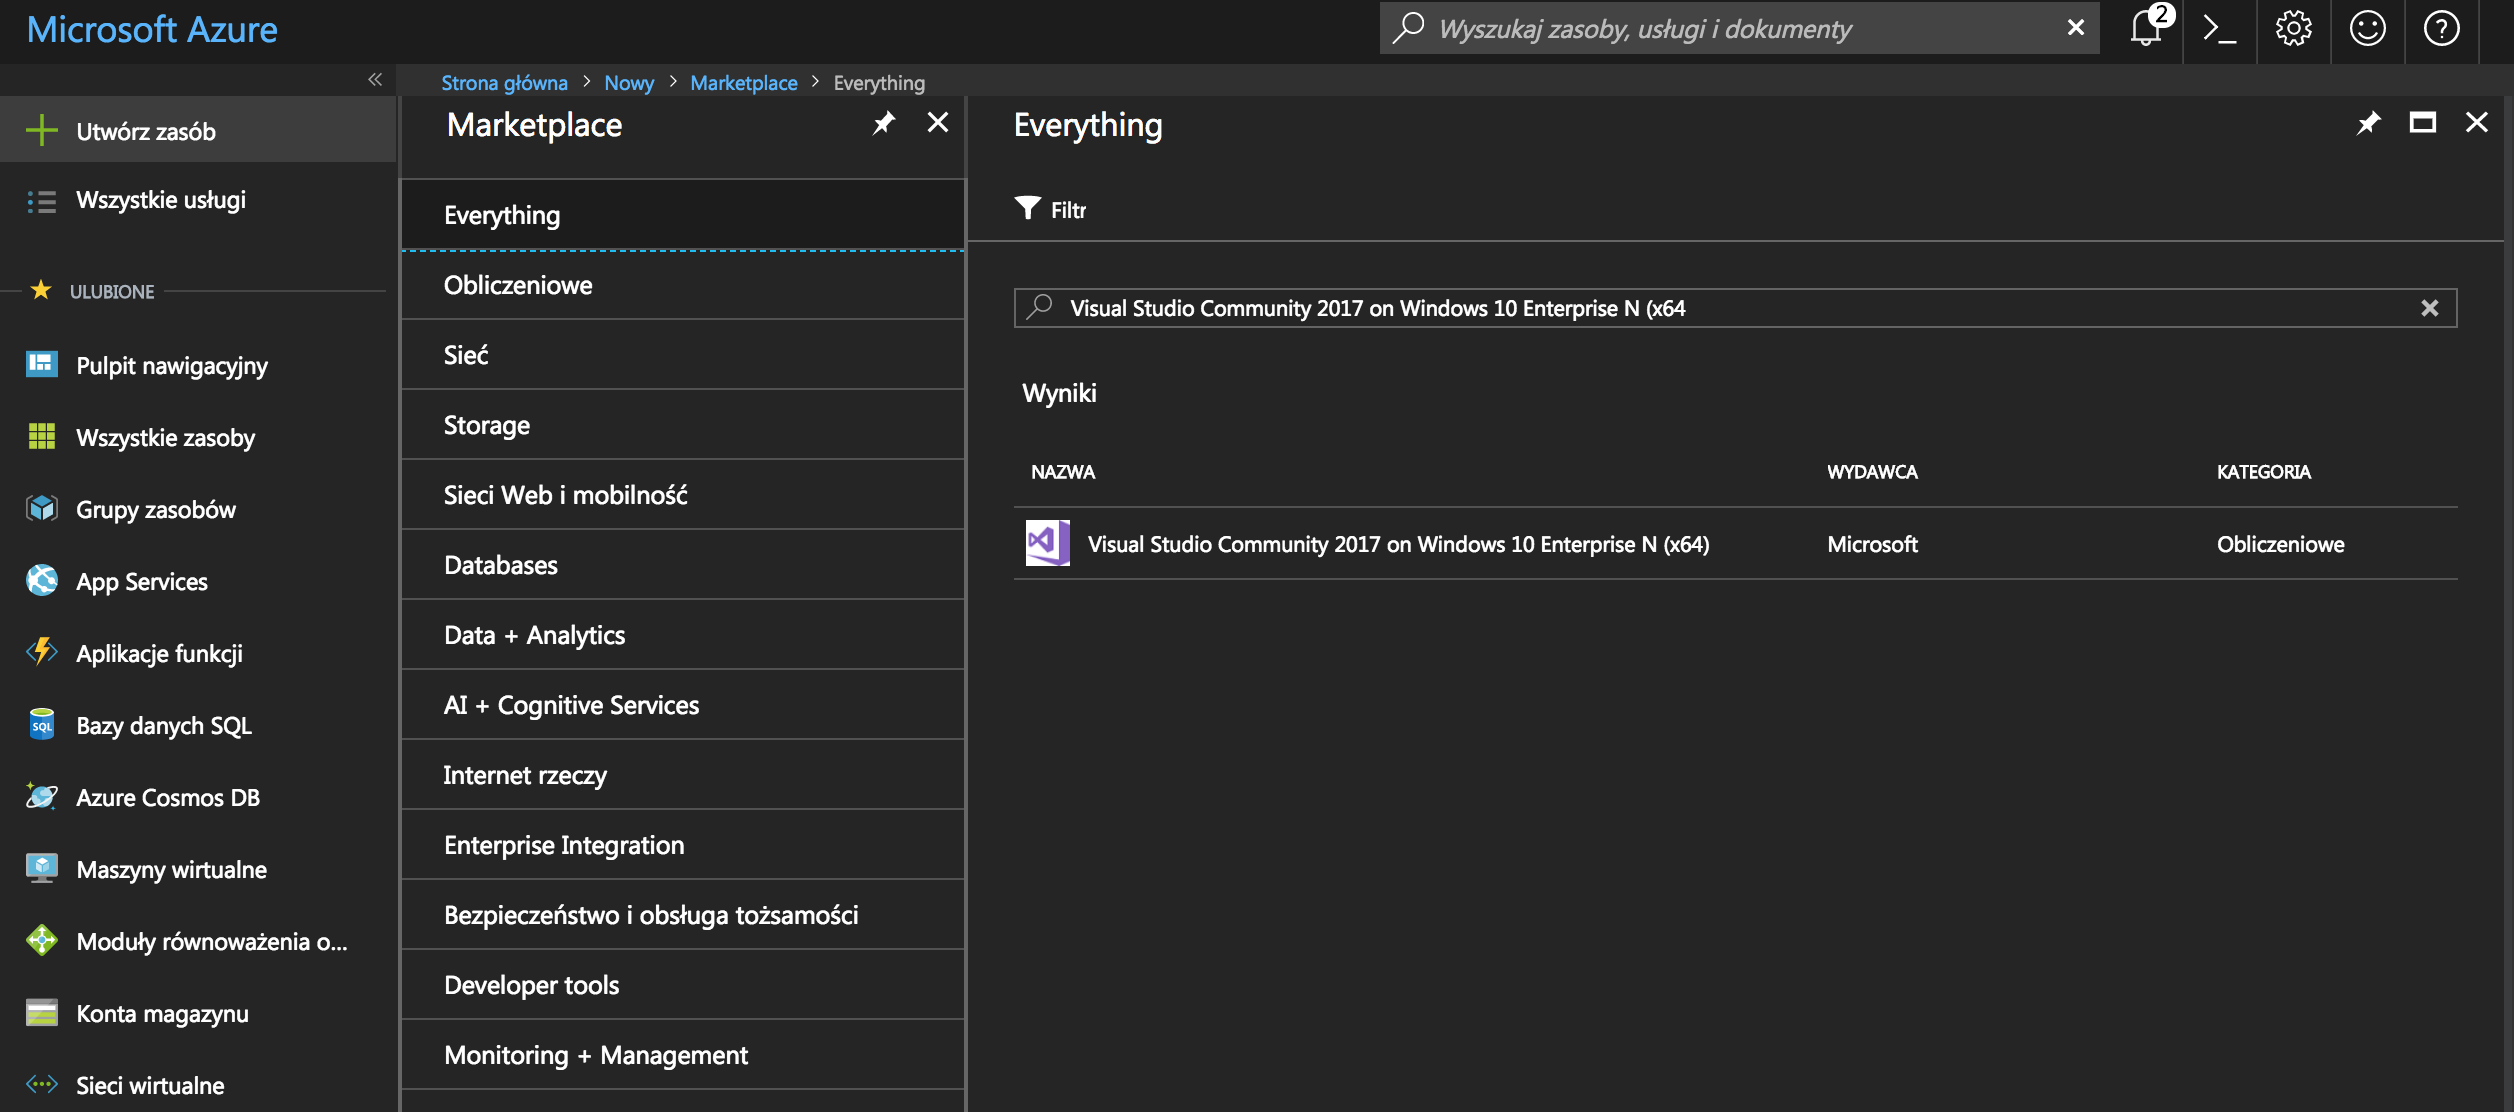 Microsoft Azure
Wyszukaj zasoby, usługi i dokumenty
2
Strona główna > Nowy > Marketplace > Everything
Utwórz zasób
Wszystkie usługi
ULUBIONE
Pulpit nawigacyjny
Wszystkie zasoby
Grupy zasobów
App Services
Aplikacje funkcji
SQL
Bazy danych SQL
Azure Cosmos DB
Maszyny wirtualne
Moduły równoważenia o...
Konta magazynu
Sieci wirtualne
Marketplace
Everything
Obliczeniowe
Sieć
Storage
Sieci Web i mobilność
Databases
Data + Analytics
AI + Cognitive Services
Internet rzeczy
Enterprise Integration
Bezpieczeństwo i obsługa tożsamości
Developer tools
Monitoring + Management
Everything
Filtr
Visual Studio Community 2017 on Windows 10 Enterprise N (x64
Wyniki
NAZWA WYDAWCA KATEGORIA
Visual Studio Community 2017 on Windows 10 Enterprise N (x64) Microsoft Obliczeniowe